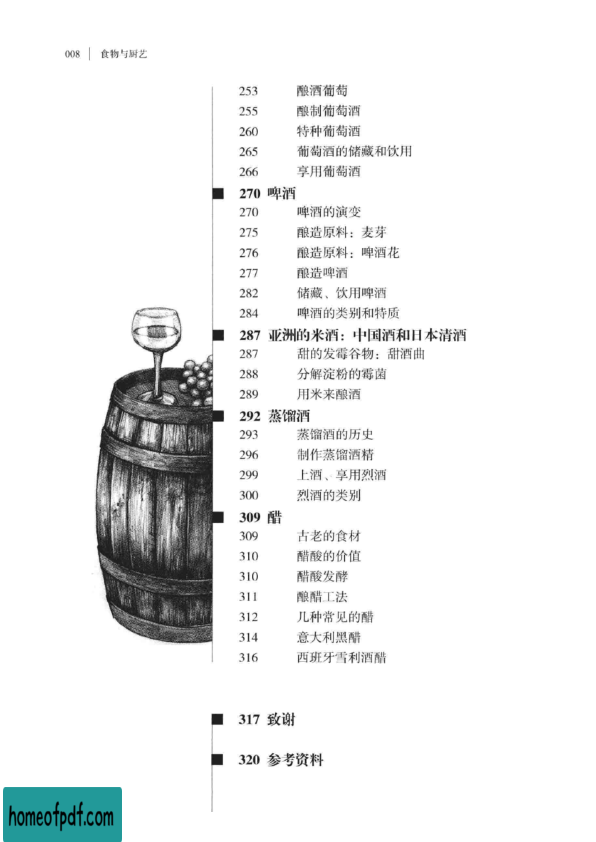 008 | 食物与厨艺
253 酿酒葡萄
255 酿制葡萄酒
260 特种葡萄酒
265 葡萄酒的储藏和饮用
266 享用葡萄酒
270 啤酒
270 啤酒的演变
275 酿造原料：麦芽
276 酿造原料：啤酒花
277 酿造啤酒
282 储藏、饮用啤酒
284 啤酒的类别和特质
287 亚洲的米酒：中国酒和日本清酒
287 甜的发霉谷物：甜酒曲
288 分解淀粉的霉菌
289 用米来酿酒
292 蒸馏酒
293 蒸馏酒的历史
296 制作蒸馏酒精
299 上酒、享用烈酒
300 烈酒的类别
309 醋
309 古老的食材
310 醋酸的价值
310 醋酸发酵
311 酿醋工法
312 几种常见的醋
314 意大利黑醋
316 西班牙雪利酒醋
317 致谢
320 参考资料
homeofpdf.com